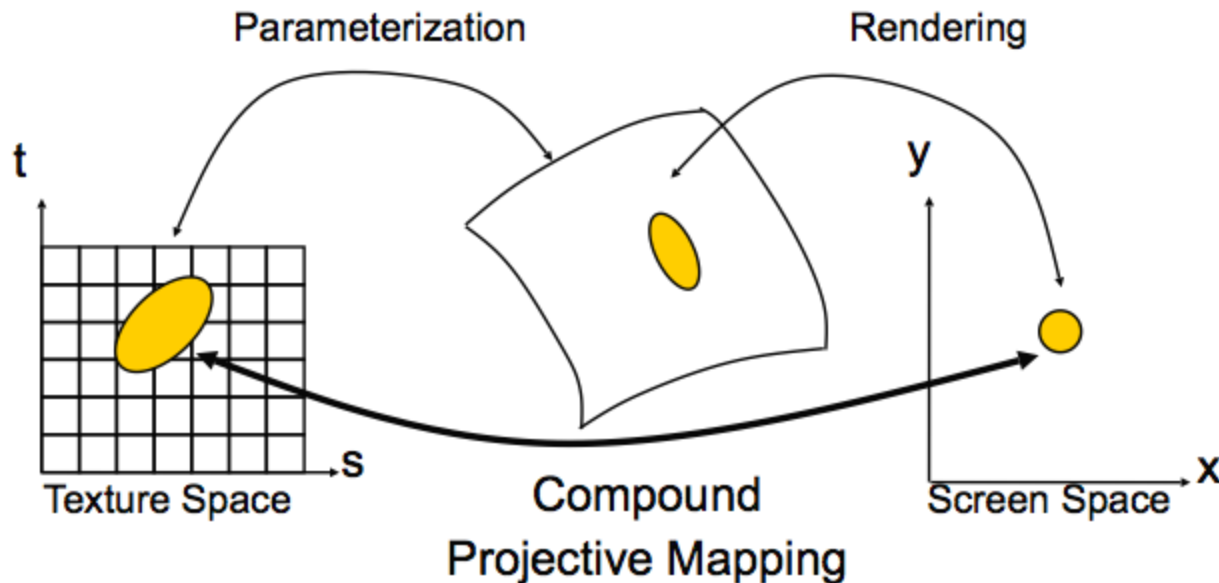 Parameterization
Rendering
t
y
s
x
Texture Space
Screen Space
Compound
Projective Mapping